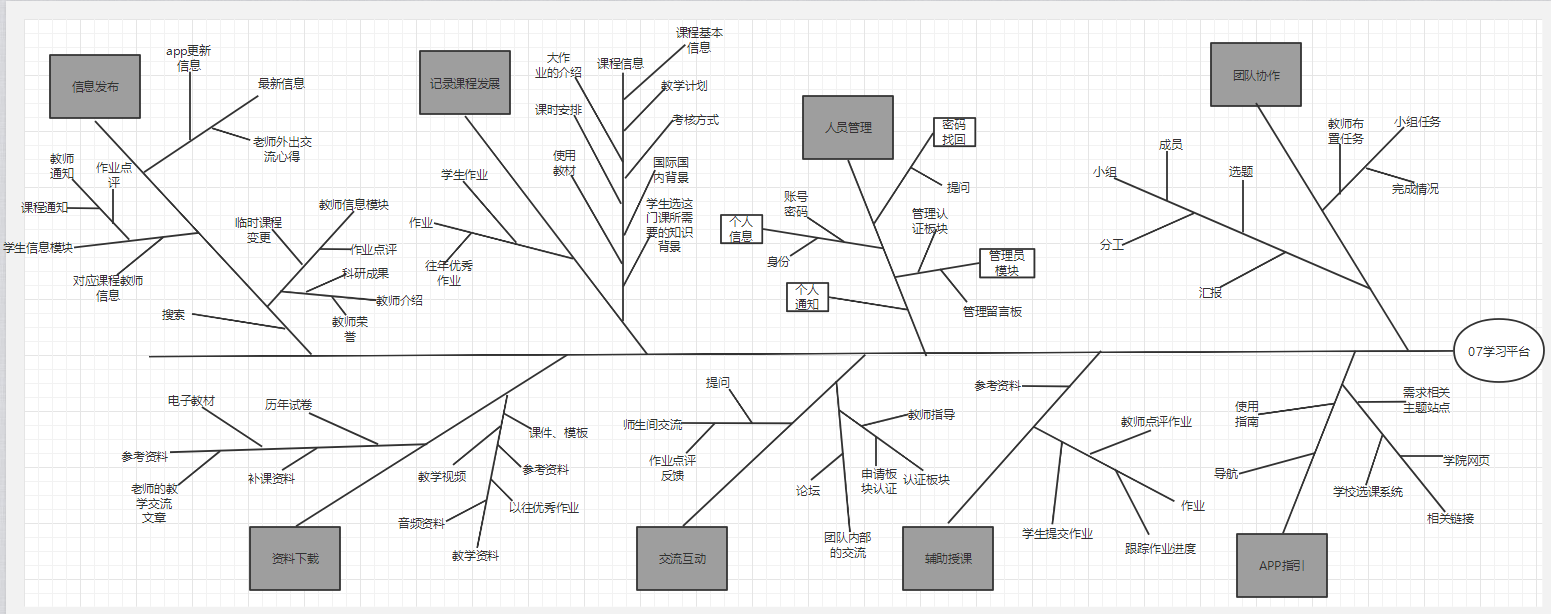 信息发布
app更新
信息
最新信息
老师外出交
流心得
教师
通知
作业点
评
课程通知
学生信息模块
对应课程教师
信息
临时课程
变更
教师信息模块
作业点评
科研成果
教师介绍
教师荣
誉
搜索
记录课程发展
大作
业的介绍
课程信息
课程基本
信息
教学计划
课时安排
考核方式
使用
教材
国际国
内背景
学生选这
门课所需
要的知识
背景
学生作业
作业
往年优秀
作业
人员管理
密码
找回
提问
账号
密码
个人
信息
身份
管理认
证板块
管理员
模块
管理留言板
个人
通知
团队协作
教师布
置任务
小组任务
完成情况
成员
小组
选题
分工
汇报
07学习平台
电子教材
历年试卷
参考资料
补课资料
老师的教
学交流
文章
课件、模板
教学视频
参考资料
以往优秀作业
音频资料
教学资料
资料下载
提问
师生间交流
作业点评
反馈
教师指导
论坛
申请板
块认证
认证板块
团队内部
的交流
交流互动
参考资料
教师点评作业
作业
学生提交作业
跟踪作业进度
辅助授课
使用
指南
需求相关
主题站点
导航
学院网页
学校选课系统
相关链接
APP指引